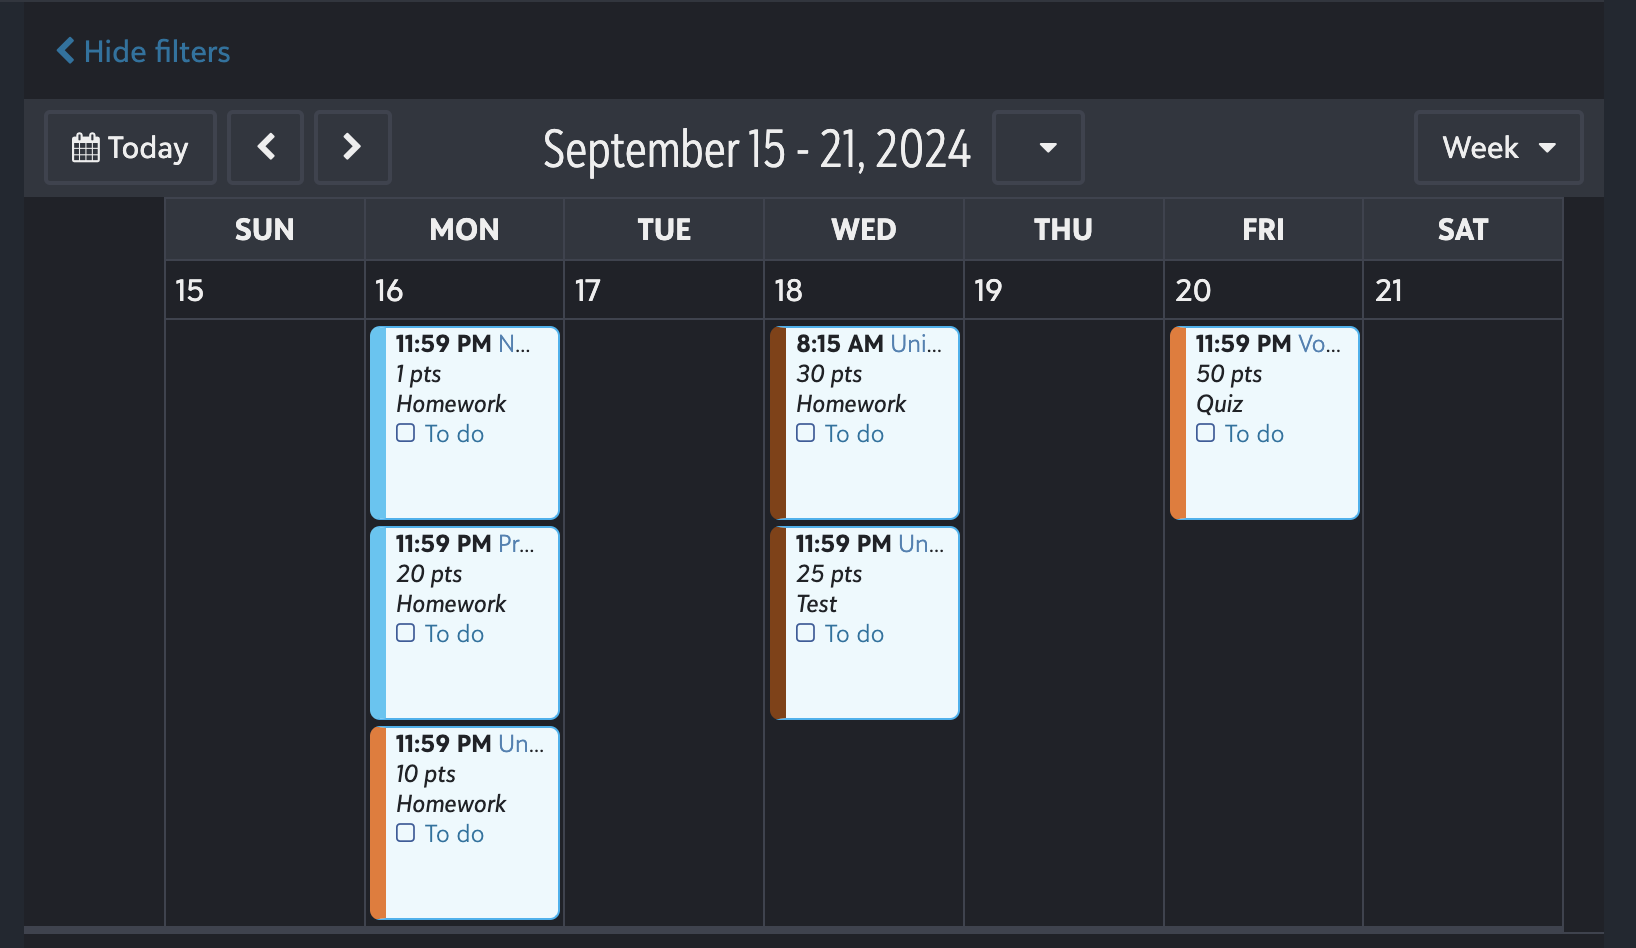 Hide filters
Today
September 15 - 21, 2024
Week
SUN MON TUE WED THU FRI SAT
15 16 17 18 19 20 21
11:59 PM N...
1 pts
Homework
To do
11:59 PM Pr...
20 pts
Homework
To do
11:59 PM Un...
10 pts
Homework
To do
8:15 AM Uni...
30 pts
Homework
To do
11:59 PM Un...
25 pts
Test
To do
11:59 PM Vo...
50 pts
Quiz
To do